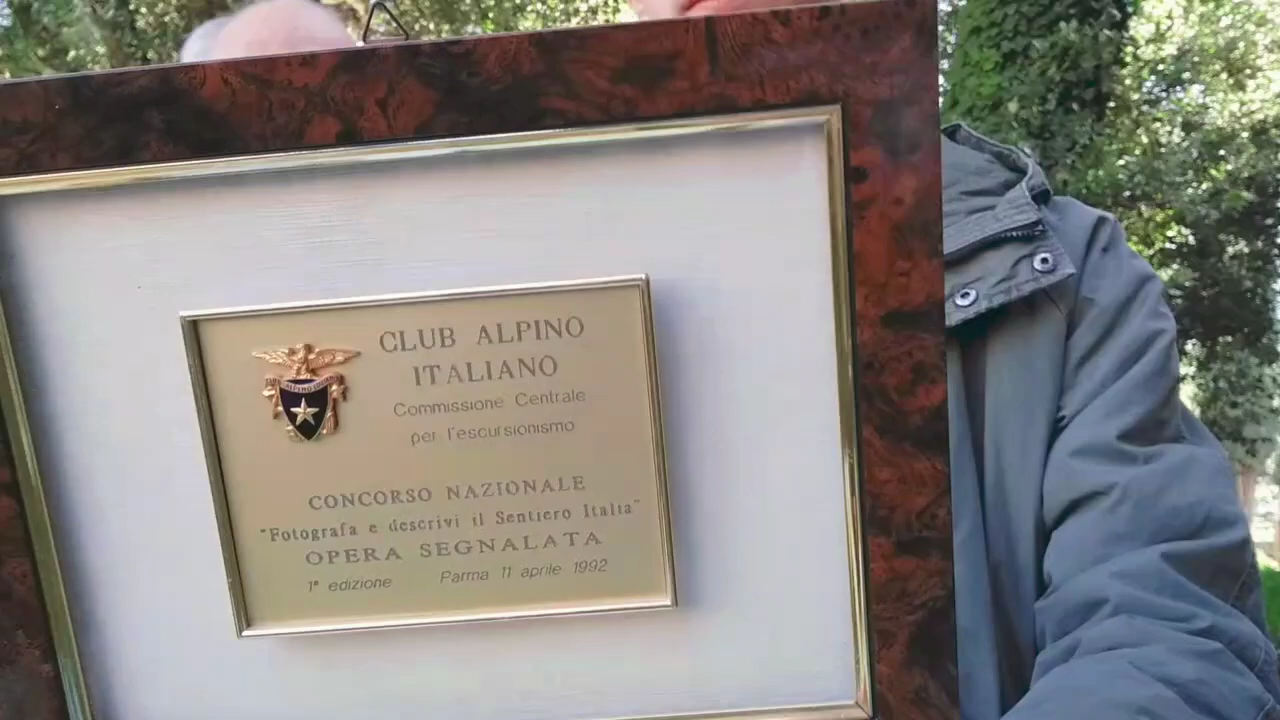 CLUB ALPINO
ITALIANO
Commissione Centrale
per l'escursionismo
CONCORSO NAZIONALE
"Fotografa e descrivi il Sentiero Italia"
OPERA SEGNALATA
1ª edizione Parma 11 aprile 1992